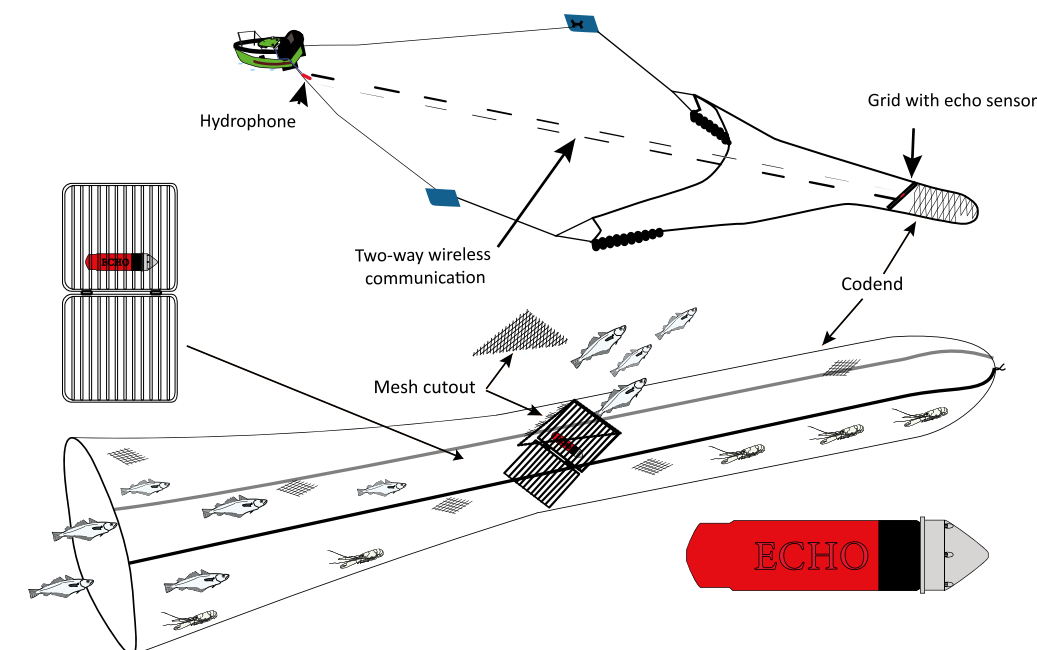 Grid with echo sensor
Hydrophone
Two-way wireless
communication
ECHO
Codend
Mesh cutout
ECHO